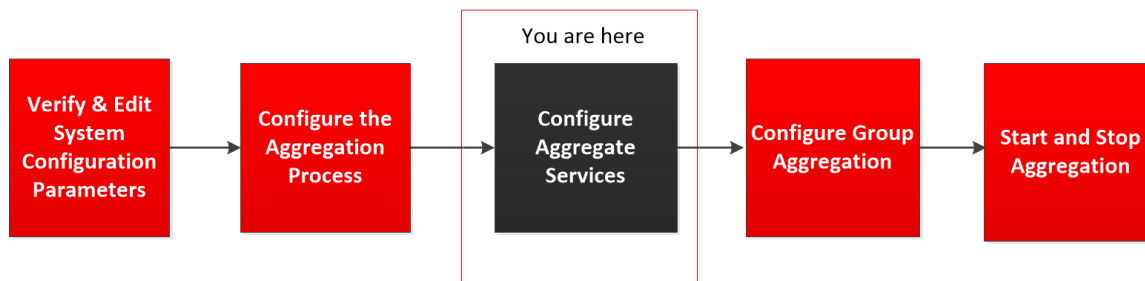 You are here
Verify & Edit
System
Configuration
Parameters
Configure the
Aggregation
Process
Configure
Aggregate
Services
Configure Group
Aggregation
Start and Stop
Aggregation